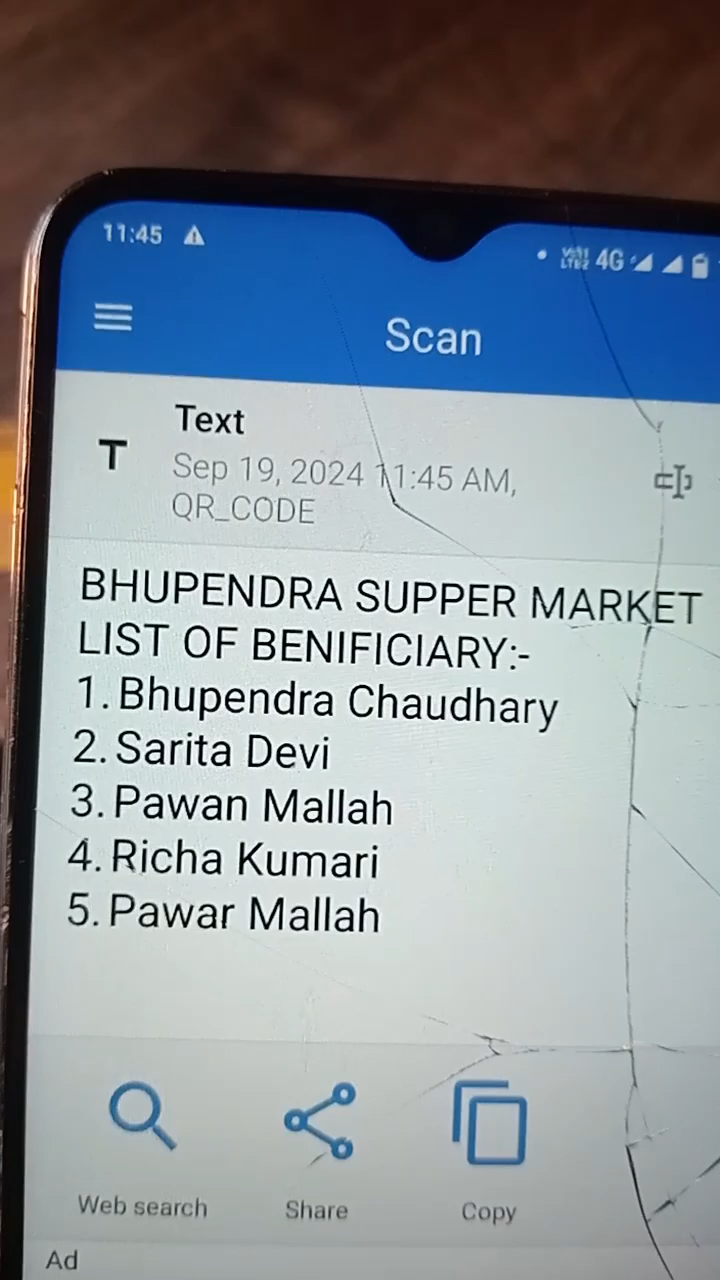 11:45
4G
Scan
Text
T
Sep 19, 2024 11:45 AM,
QR_CODE
BHUPENDRA SUPPER MARKET
LIST OF BENIFICIARY:-
1. Bhupendra Chaudhary
2. Sarita Devi
3. Pawan Mallah
4. Richa Kumari
5. Pawar Mallah
Web search
Share
Copy
Ad